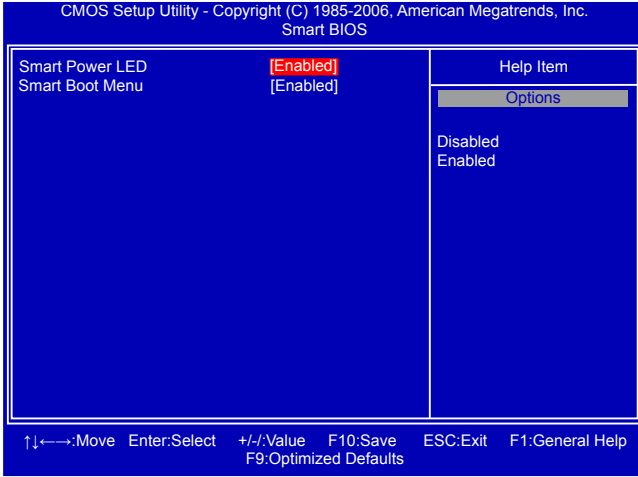 CMOS Setup Utility - Copyright (C) 1985-2006, American Megatrends, Inc.
Smart BIOS
Smart Power LED [Enabled]
Smart Boot Menu [Enabled]
Help Item
Options
Disabled
Enabled
↑↓←→:Move Enter:Select +/-/:Value F10:Save ESC:Exit F1:General Help
F9:Optimized Defaults